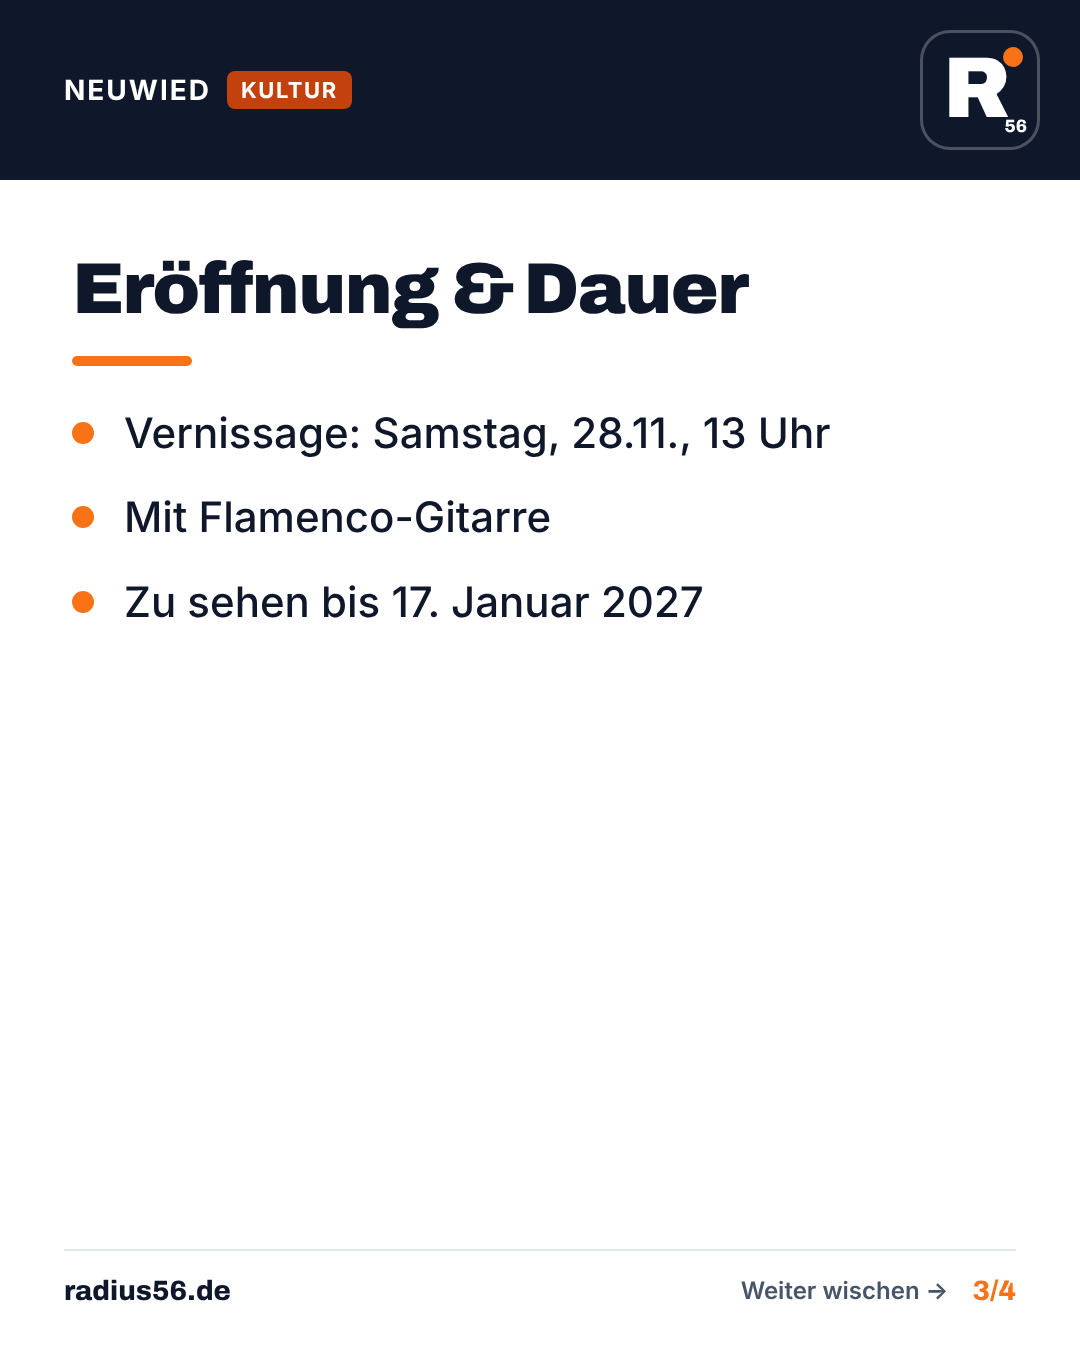 NEUWIED KULTUR
R
56
Eröffnung & Dauer
Vernissage: Samstag, 28.11., 13 Uhr
Mit Flamenco-Gitarre
Zu sehen bis 17. Januar 2027
radius56.de
Weiter wischen → 3/4